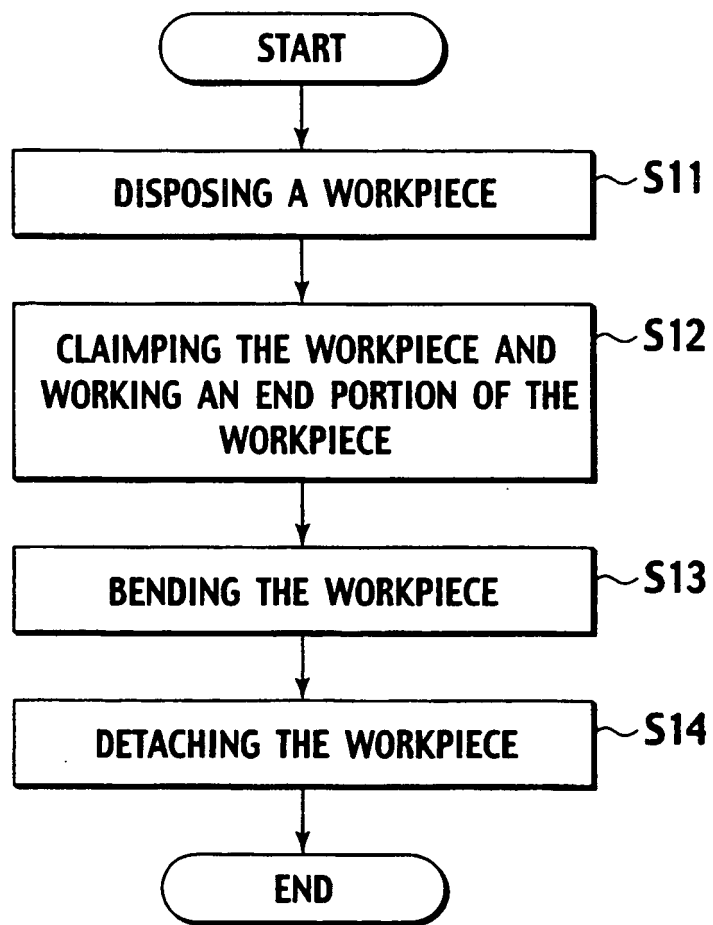 START
DISPOSING A WORKPIECE
S11
CLAIMPING THE WORKPIECE AND
WORKING AN END PORTION OF THE
WORKPIECE
S12
BENDING THE WORKPIECE
S13
DETACHING THE WORKPIECE
S14
END